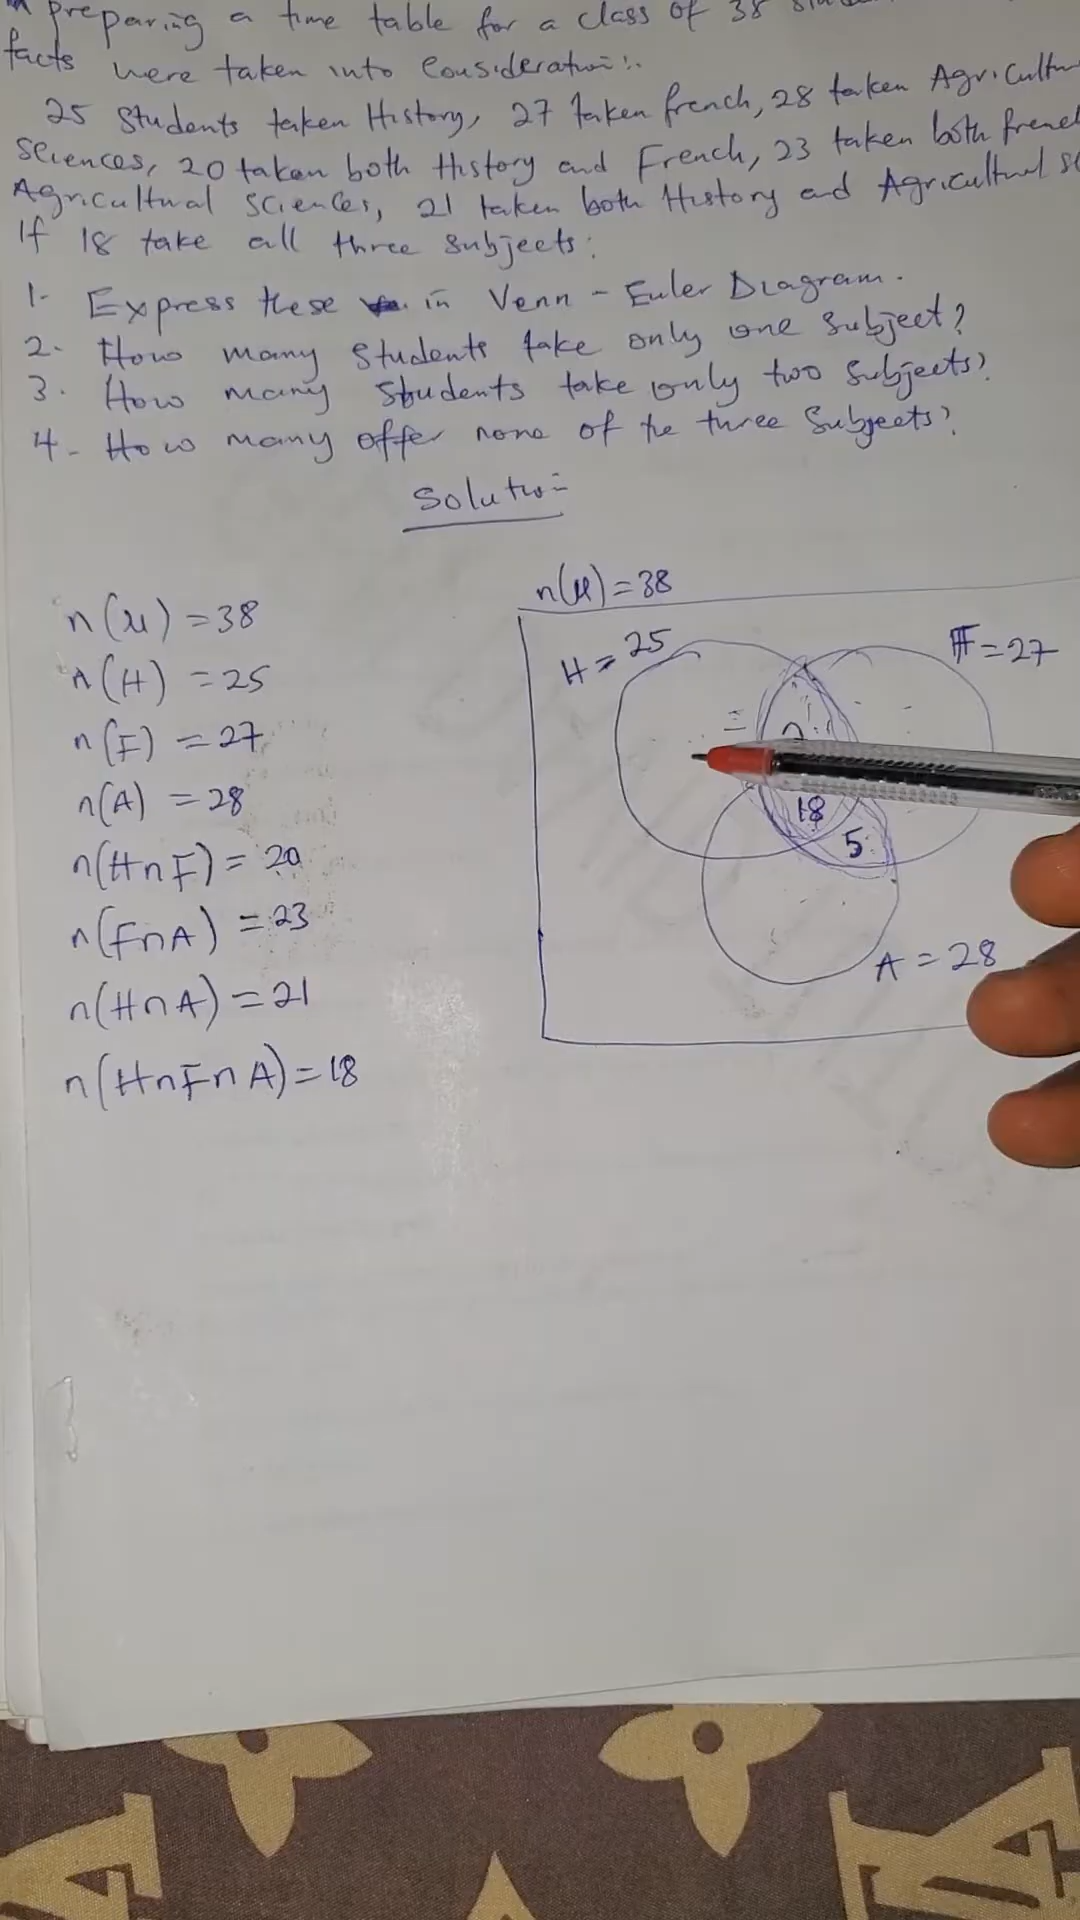 preparing a time table for a class of 38
facts were taken into Consideration:.
25 Students taken History, 27 taken french, 28 taken Agricultu
Sciences, 20 taken both History and French, 23 taken both frenc
Agricultural Sciences, 21 taken both History and Agricultural sc
If 18 take all three Subjects:
1- Express these in Venn - Euler Diagram.
2. How many Students take only one Subject?
3. How many Students take only two Subjects?
4- How many offer none of the three Subjects?
Solution
n(μ) = 38
n(H) = 25
n(F) = 27
n(A) = 28
n(H∩F) = 20
n(F∩A) = 23
n(H∩A) = 21
n(H∩F∩A) = 18
n(μ) = 38
H = 25
F = 27
2
18
5
A = 28